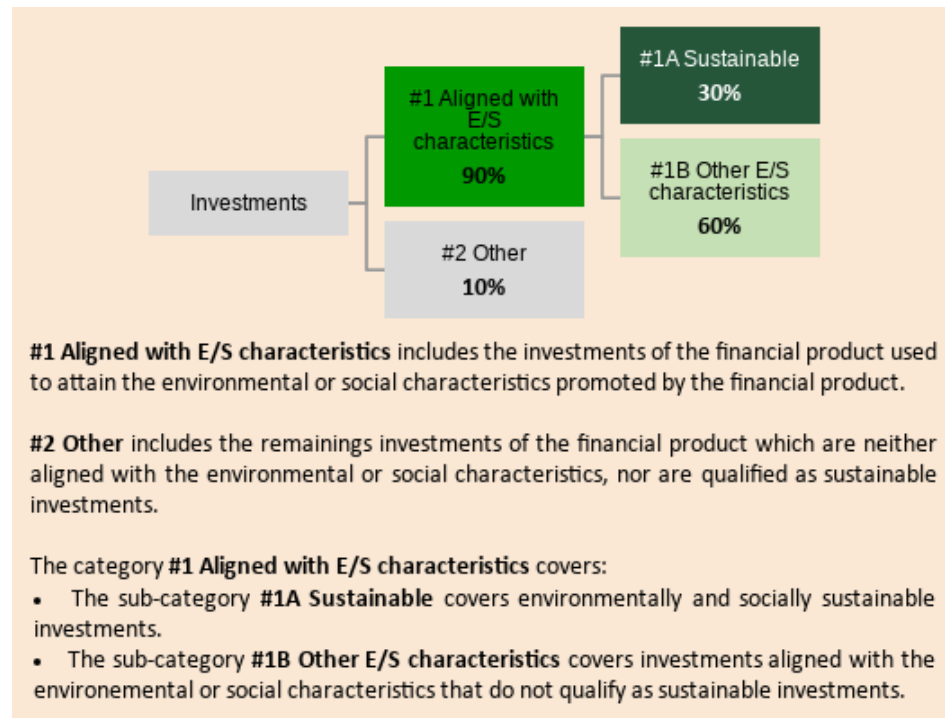 #1A Sustainable
30%
#1 Aligned with
E/S
characteristics
90%
#1B Other E/S
characteristics
60%
Investments
#2 Other
10%
#1 Aligned with E/S characteristics includes the investments of the financial product used
to attain the environmental or social characteristics promoted by the financial product.
#2 Other includes the remainings investments of the financial product which are neither
aligned with the environmental or social characteristics, nor are qualified as sustainable
investments.
The category #1 Aligned with E/S characteristics covers:
• The sub-category #1A Sustainable covers environmentally and socially sustainable
investments.
• The sub-category #1B Other E/S characteristics covers investments aligned with the
environemental or social characteristics that do not qualify as sustainable investments.